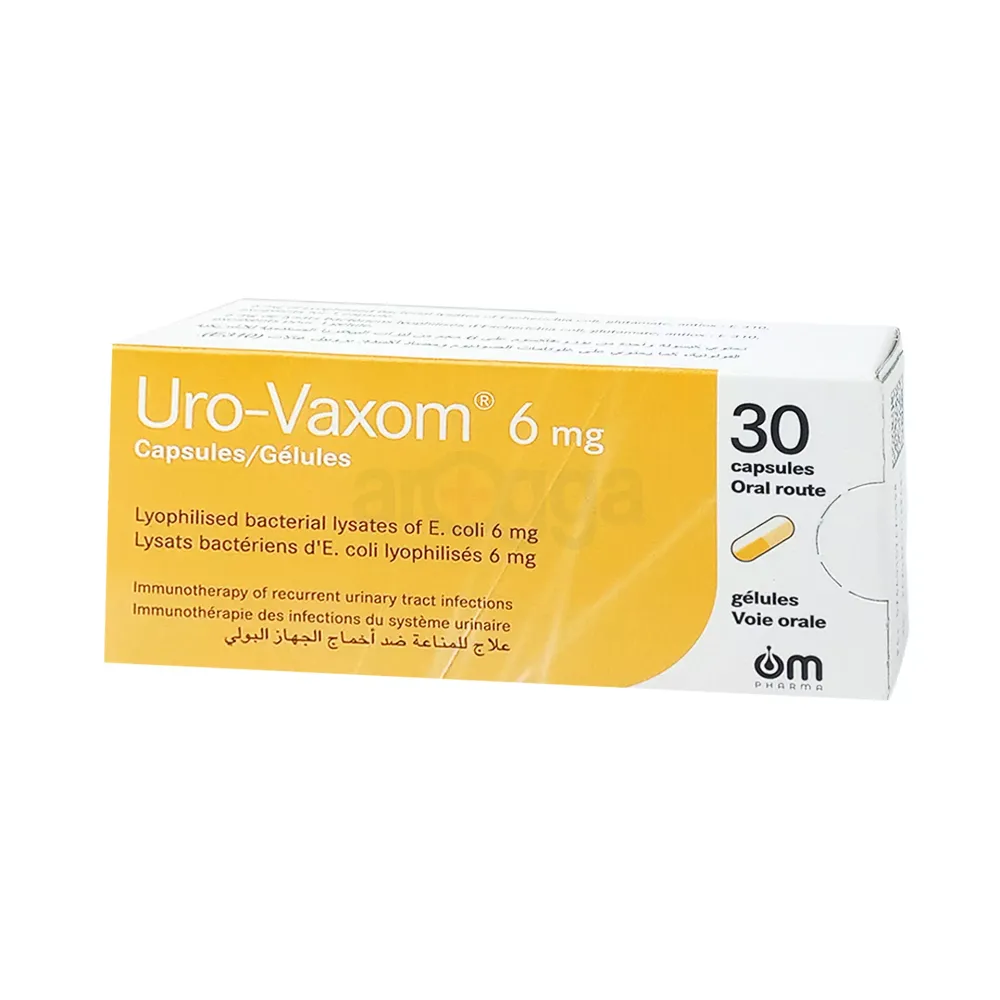 Uro-Vaxom® 6 mg
Capsules/Gélules
Lyophilised bacterial lysates of E. coli 6 mg
Lysats bactériens d'E. coli lyophilisés 6 mg
Immunotherapy of recurrent urinary tract infections
Immunothérapie des infections du système urinaire
علاج للمناعة ضد أخماج الجهاز البولي
30
capsules
Oral route
gélules
Voie orale
OM
PHARMA
arogga